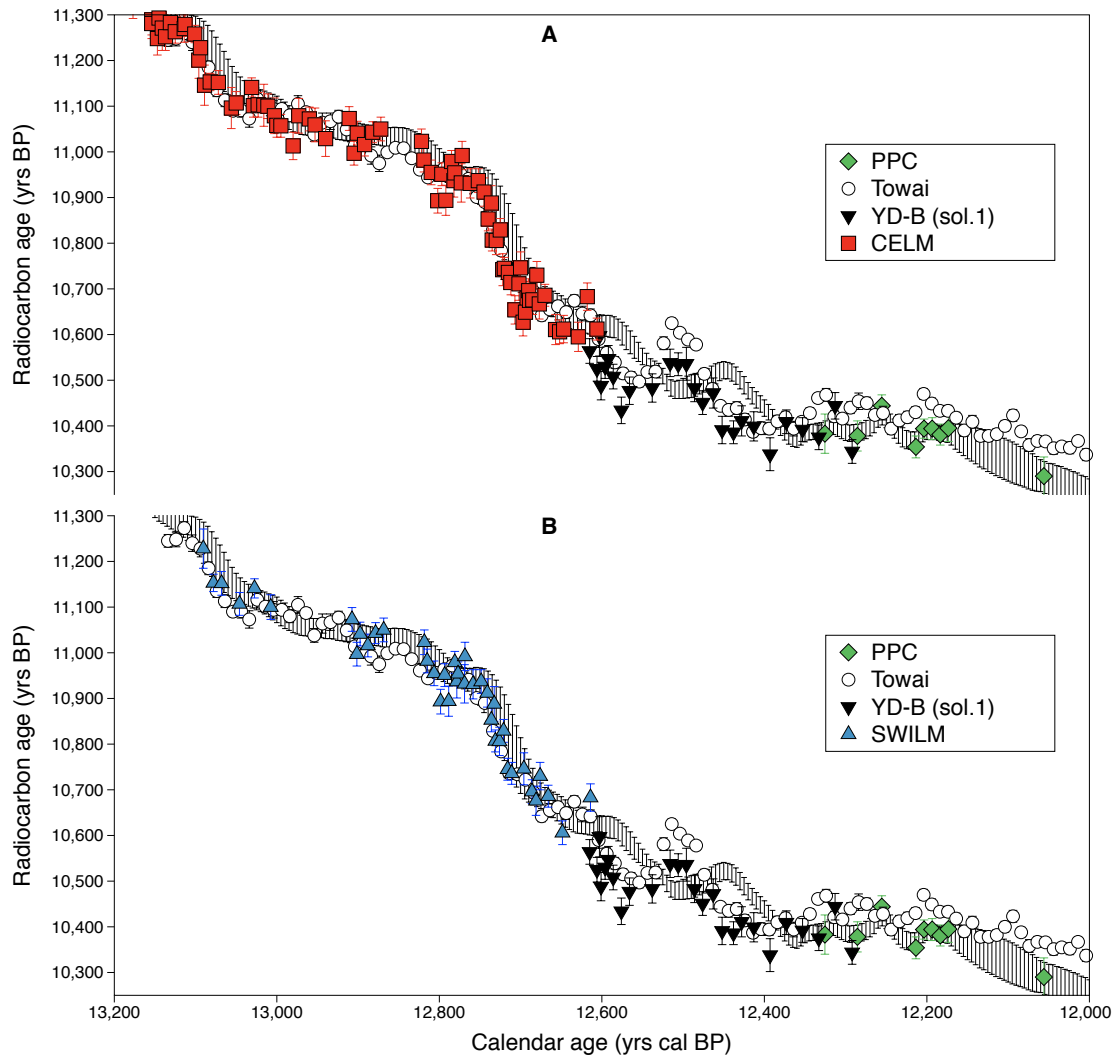 A
11,300
11,200
11,100
11,000
10,900
10,800
10,700
10,600
10,500
10,400
10,300
Radiocarbon age (yrs BP)
PPC
Towai
YD-B (sol.1)
CELM
B
11,300
11,200
11,100
11,000
10,900
10,800
10,700
10,600
10,500
10,400
10,300
Radiocarbon age (yrs BP)
PPC
Towai
YD-B (sol.1)
SWILM
13,200 13,000 12,800 12,600 12,400 12,200 12,000
Calendar age (yrs cal BP)